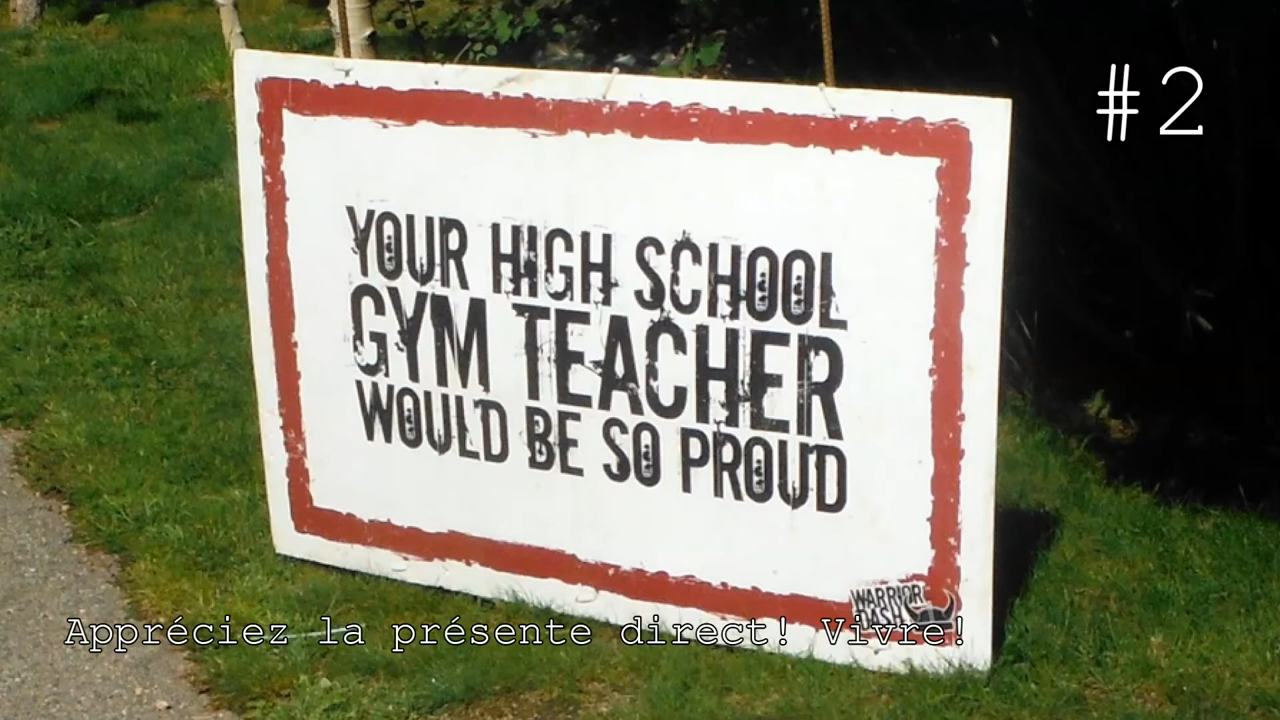 #2
YOUR HIGH SCHOOL
GYM TEACHER
WOULD BE SO PROUD
WARRIOR
DASH
Appréciez la présente direct! Vivre!